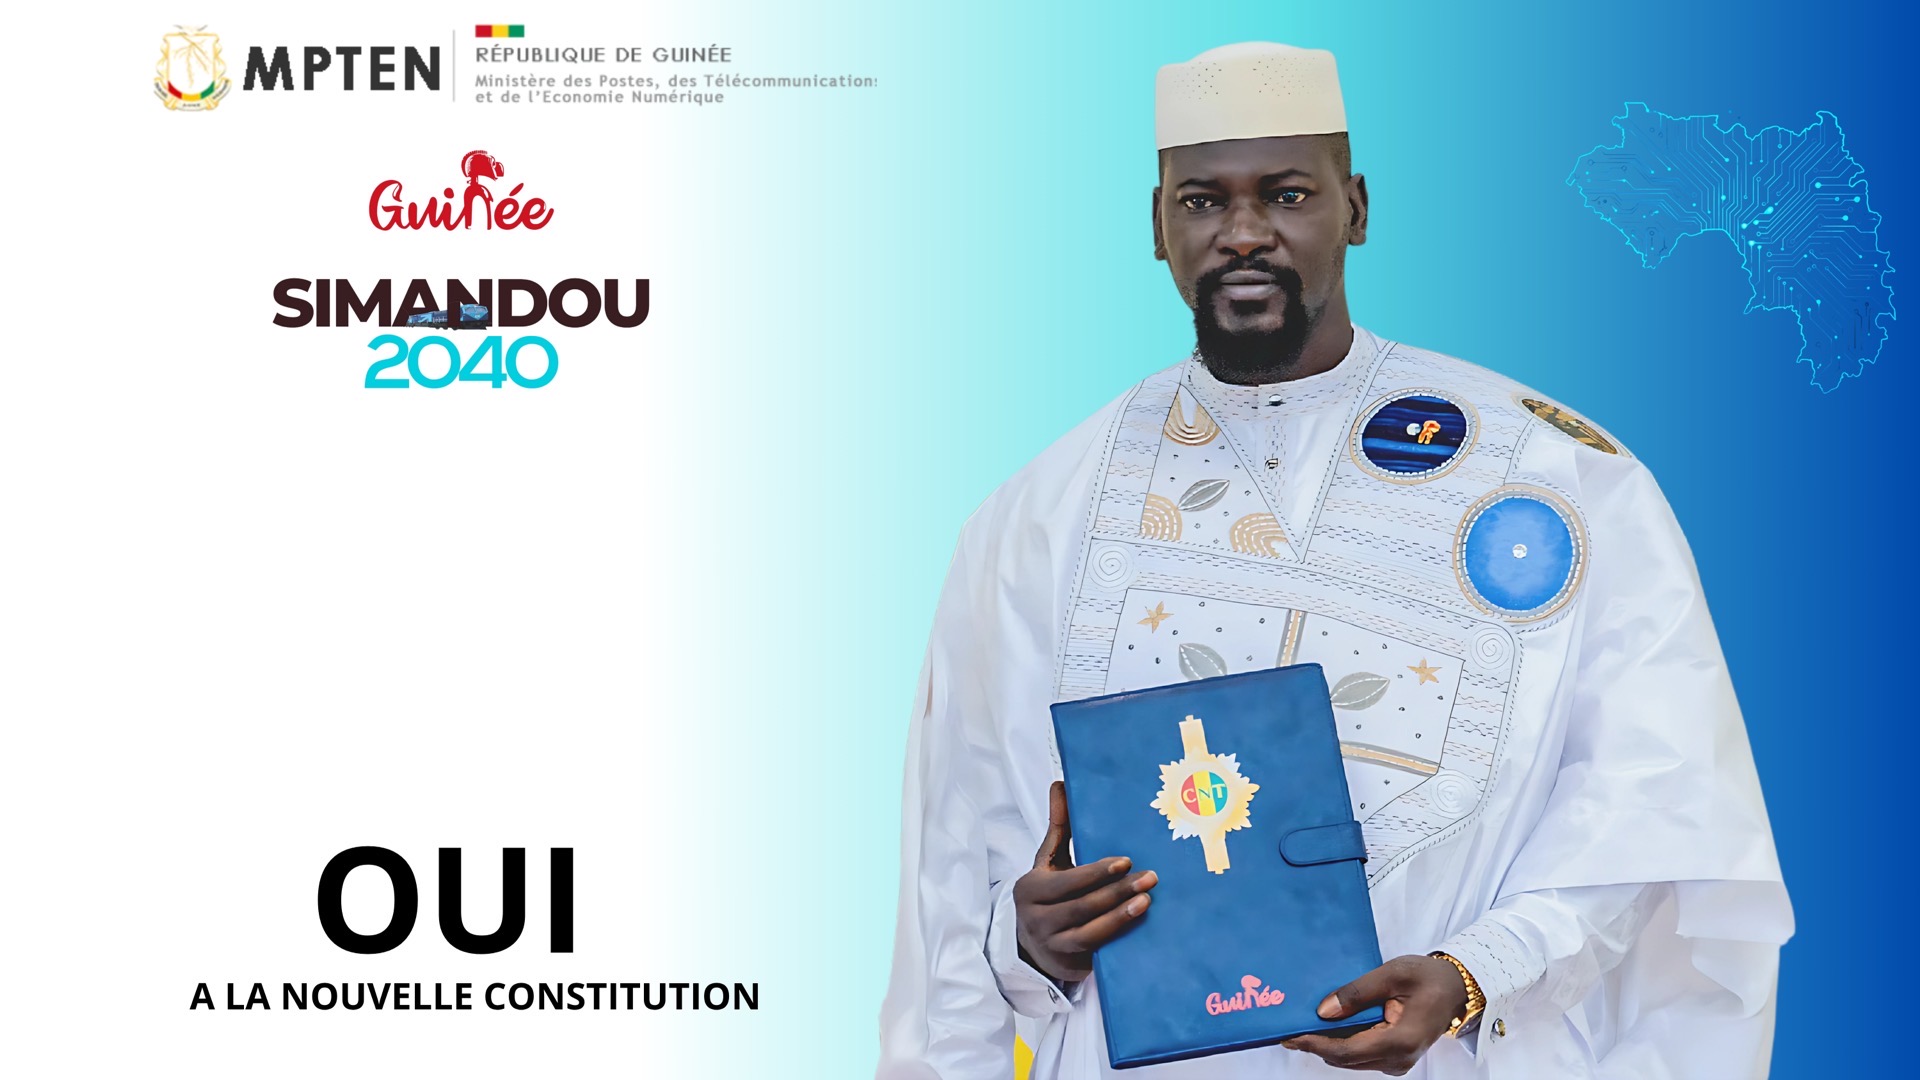 MPTEN
RÉPUBLIQUE DE GUINÉE
Ministère des Postes, des Télécommunications
et de l'Economie Numérique
Guinée
SIMANDOU
2040
CNT
Guinée
OUI
A LA NOUVELLE CONSTITUTION